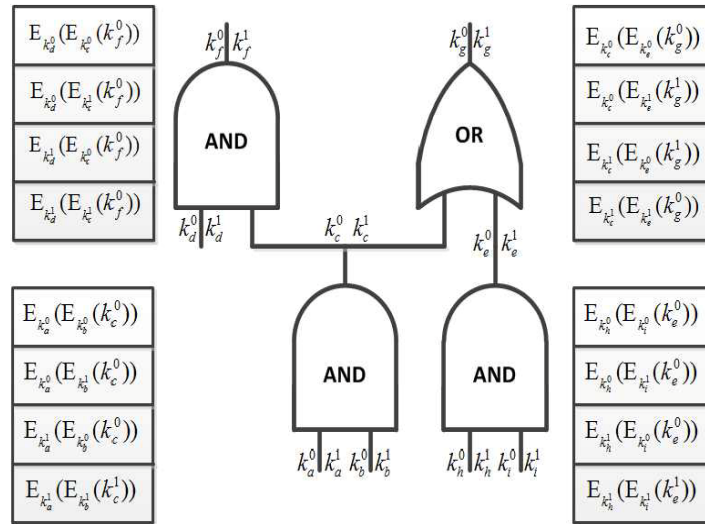 E_{k_d^0}(E_{k_c^0}(k_f^0))
E_{k_d^0}(E_{k_c^1}(k_f^0))
E_{k_d^1}(E_{k_c^0}(k_f^0))
E_{k_d^1}(E_{k_c^1}(k_f^0))
k_f^0 k_f^1
AND
k_d^0 k_d^1
k_g^0 k_g^1
OR
k_c^0 k_c^1
k_e^0 k_e^1
E_{k_c^0}(E_{k_e^0}(k_g^0))
E_{k_c^0}(E_{k_e^1}(k_g^1))
E_{k_c^1}(E_{k_e^0}(k_g^1))
E_{k_c^1}(E_{k_e^1}(k_g^0))
E_{k_a^0}(E_{k_b^0}(k_c^0))
E_{k_a^0}(E_{k_b^1}(k_c^0))
E_{k_a^1}(E_{k_b^0}(k_c^0))
E_{k_a^1}(E_{k_b^1}(k_c^1))
AND
k_a^0 k_a^1 k_b^0 k_b^1
AND
k_h^0 k_h^1 k_i^0 k_i^1
E_{k_h^0}(E_{k_i^0}(k_e^0))
E_{k_h^0}(E_{k_i^1}(k_e^0))
E_{k_h^1}(E_{k_i^0}(k_e^0))
E_{k_h^1}(E_{k_i^1}(k_e^1))